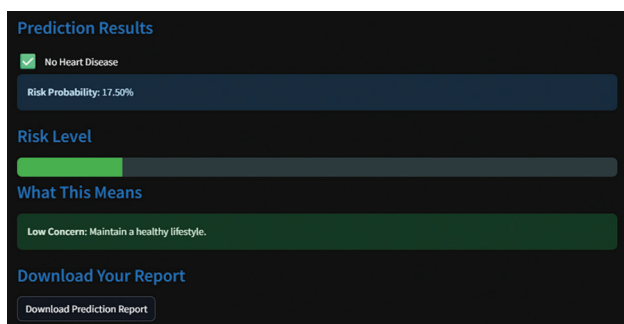 Prediction Results
No Heart Disease
Risk Probability: 17.50%
Risk Level
What This Means
Low Concern: Maintain a healthy lifestyle.
Download Your Report
Download Prediction Report